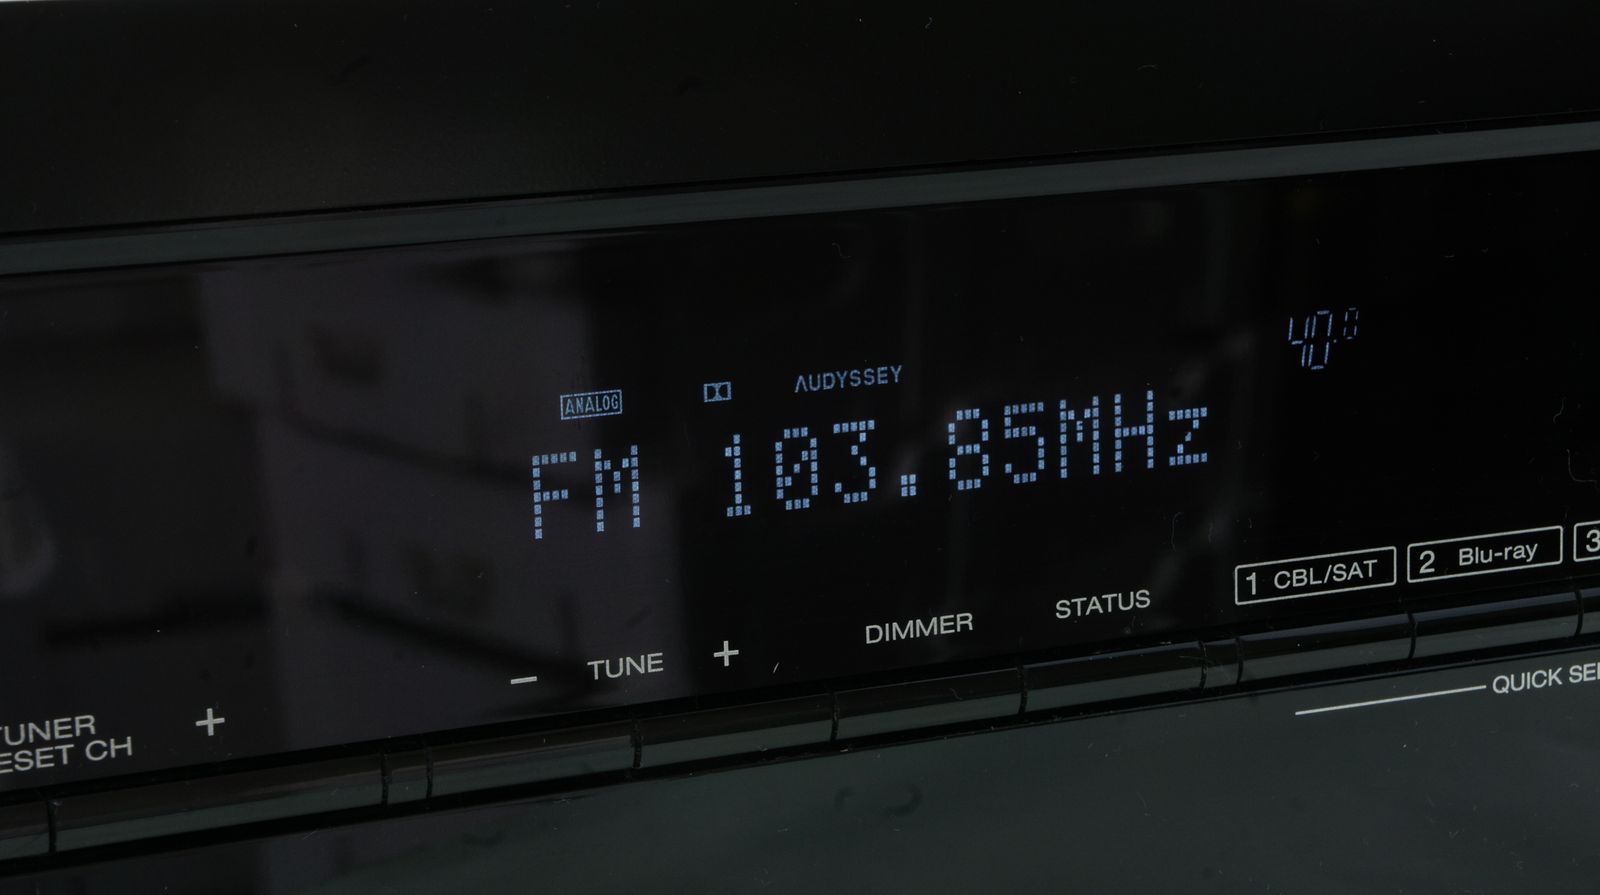 40.0
ANALOG AUDYSSEY
FM 103.85MHz
1 CBL/SAT 2 Blu-ray 3
DIMMER STATUS
− TUNE +
QUICK SE
TUNER +
ESET CH